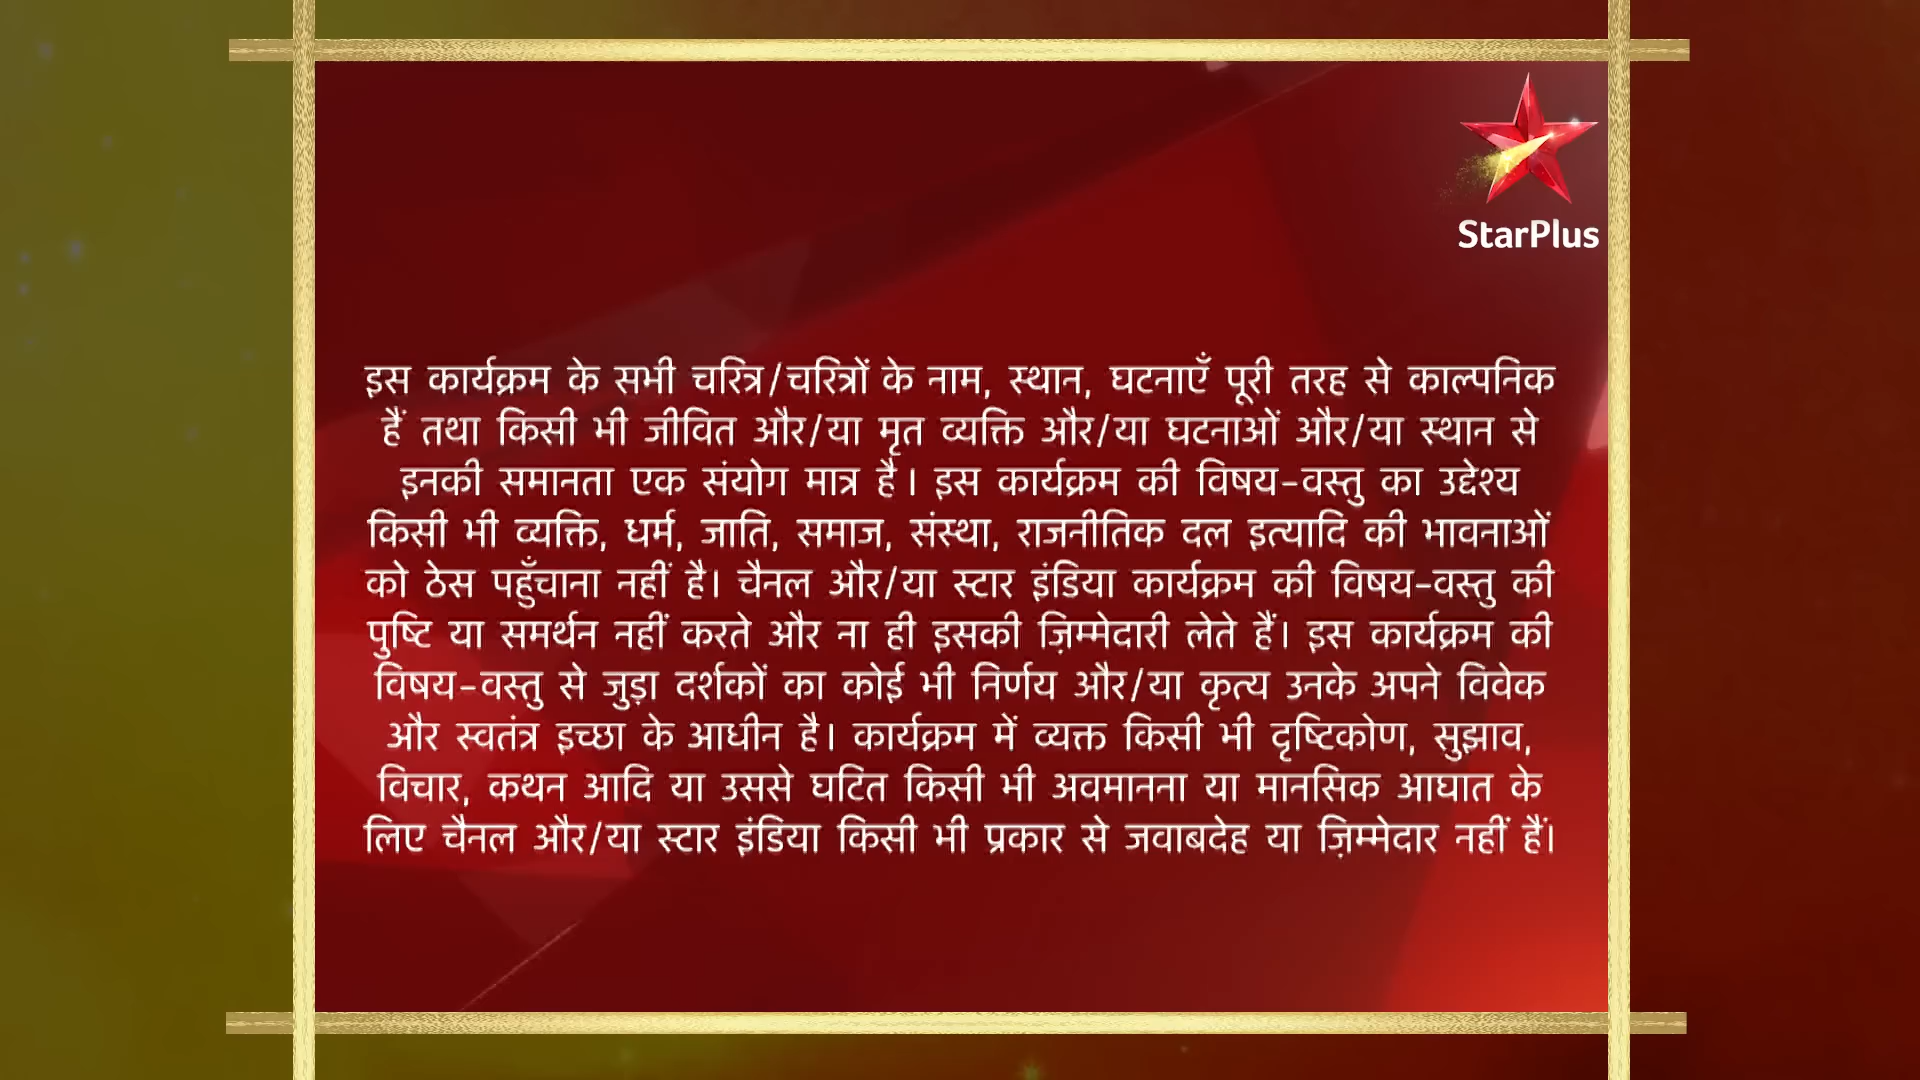 StarPlus
इस कार्यक्रम के सभी चरित्र/चरित्रों के नाम, स्थान, घटनाएँ पूरी तरह से काल्पनिक
हैं तथा किसी भी जीवित और/या मृत व्यक्ति और/या घटनाओं और/या स्थान से
इनकी समानता एक संयोग मात्र है। इस कार्यक्रम की विषय-वस्तु का उद्देश्य
किसी भी व्यक्ति, धर्म, जाति, समाज, संस्था, राजनीतिक दल इत्यादि की भावनाओं
को ठेस पहुँचाना नहीं है। चैनल और/या स्टार इंडिया कार्यक्रम की विषय-वस्तु की
पुष्टि या समर्थन नहीं करते और ना ही इसकी ज़िम्मेदारी लेते हैं। इस कार्यक्रम की
विषय-वस्तु से जुड़ा दर्शकों का कोई भी निर्णय और/या कृत्य उनके अपने विवेक
और स्वतंत्र इच्छा के आधीन है। कार्यक्रम में व्यक्त किसी भी दृष्टिकोण, सुझाव,
विचार, कथन आदि या उससे घटित किसी भी अवमानना या मानसिक आघात के
लिए चैनल और/या स्टार इंडिया किसी भी प्रकार से जवाबदेह या ज़िम्मेदार नहीं हैं।